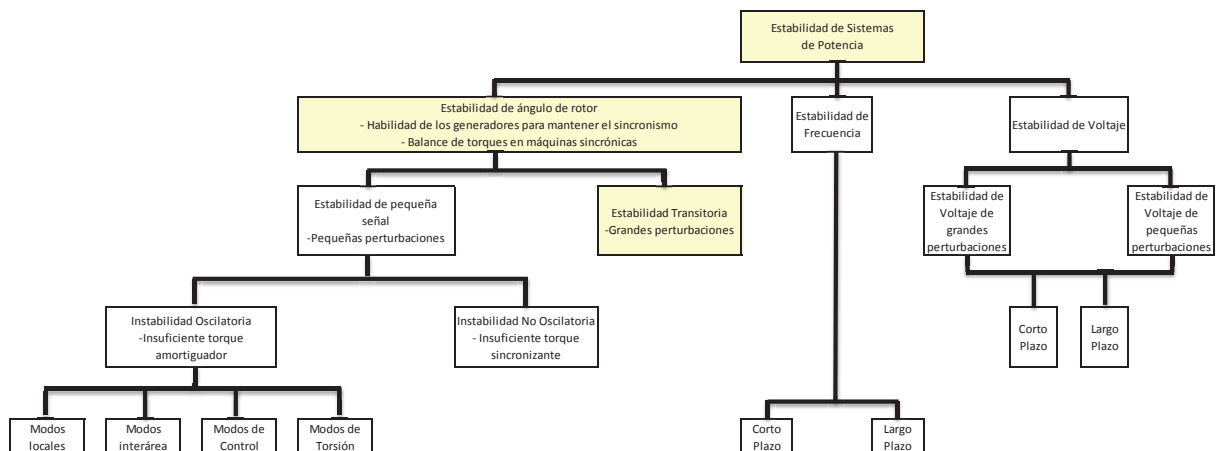 Estabilidad de Sistemas
de Potencia
Estabilidad de ángulo de rotor
- Habilidad de los generadores para mantener el sincronismo
- Balance de torques en máquinas sincrónicas
Estabilidad de
Frecuencia
Estabilidad de Voltaje
Estabilidad de pequeña
señal
-Pequeñas perturbaciones
Estabilidad Transitoria
-Grandes perturbaciones
Estabilidad de
Voltaje de
grandes
perturbaciones
Estabilidad de
Voltaje de
pequeñas
perturbaciones
Instabilidad Oscilatoria
-Insuficiente torque
amortiguador
Instabilidad No Oscilatoria
- Insuficiente torque
sincronizante
Corto
Plazo
Largo
Plazo
Modos
locales
Modos
interárea
Modos de
Control
Modos de
Torsión
Corto
Plazo
Largo
Plazo